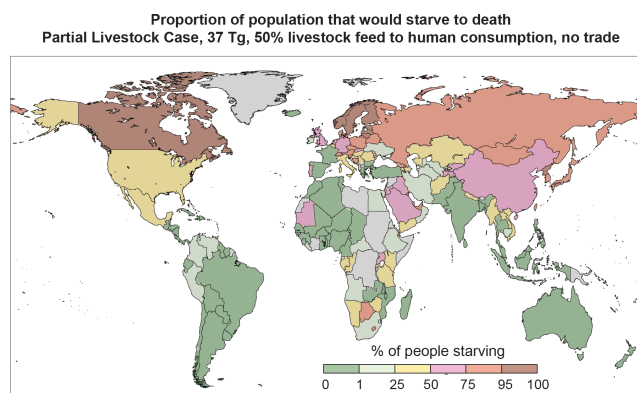 Proportion of population that would starve to death
Partial Livestock Case, 37 Tg, 50% livestock feed to human consumption, no trade
% of people starving
0 1 25 50 75 95 100